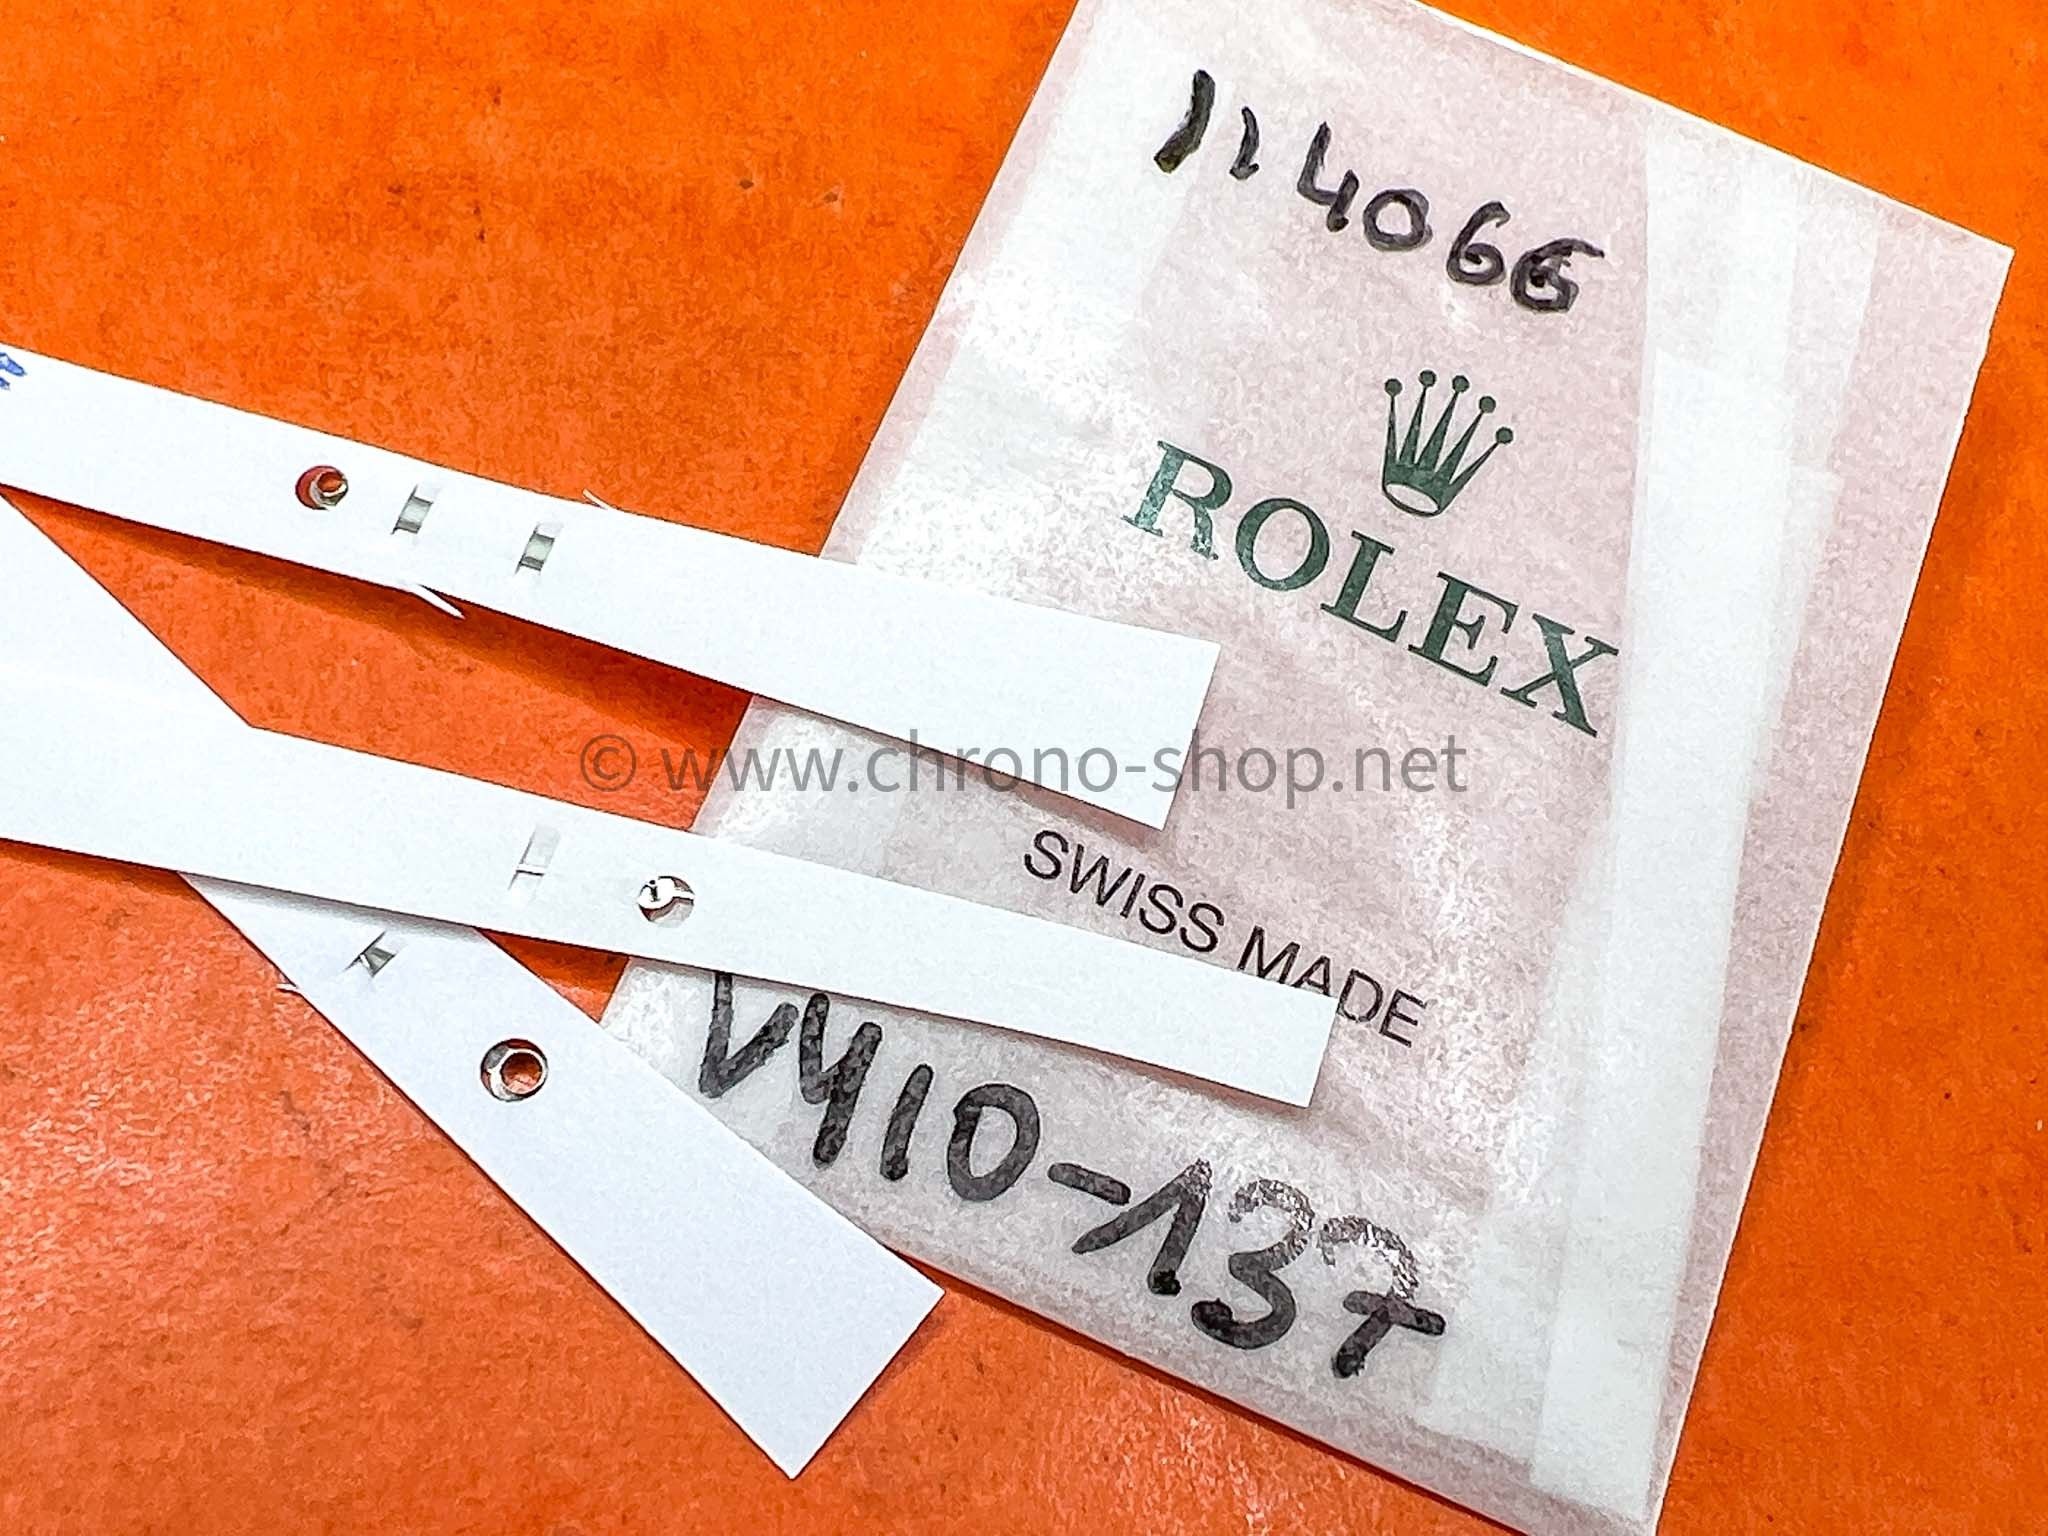 114066
ROLEX
© www.chrono-shop.net
SWISS MADE
V410-137